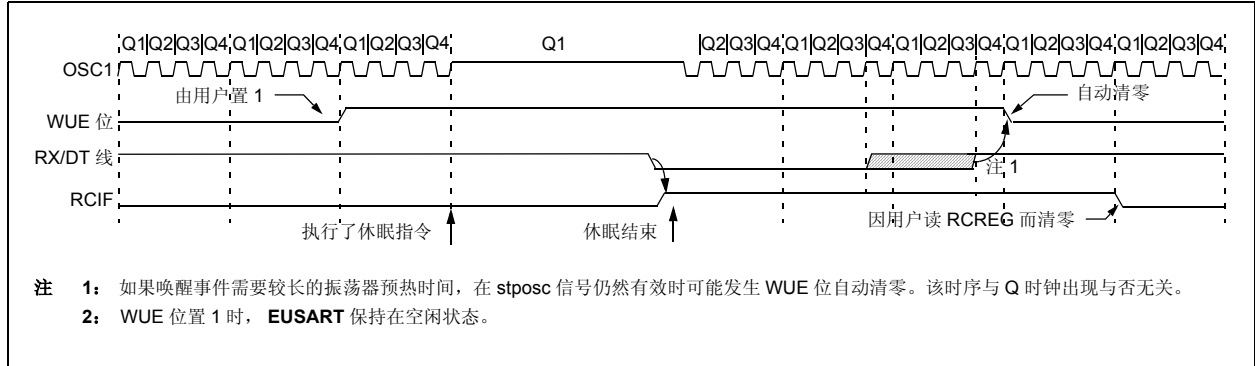 Q1|Q2|Q3|Q4|Q1|Q2|Q3|Q4|Q1|Q2|Q3|Q4 Q1 |Q2|Q3|Q4|Q1|Q2|Q3|Q4|Q1|Q2|Q3|Q4|Q1|Q2|Q3|Q4|Q1|Q2|Q3|Q4
OSC1
由用户置 1
自动清零
WUE 位
RX/DT 线
注 1
RCIF
因用户读 RCREG 而清零
执行了休眠指令
休眠结束
注 1： 如果唤醒事件需要较长的振荡器预热时间，在 stposc 信号仍然有效时可能发生 WUE 位自动清零。该时序与 Q 时钟出现与否无关。
2： WUE 位置 1 时， EUSART 保持在空闲状态。